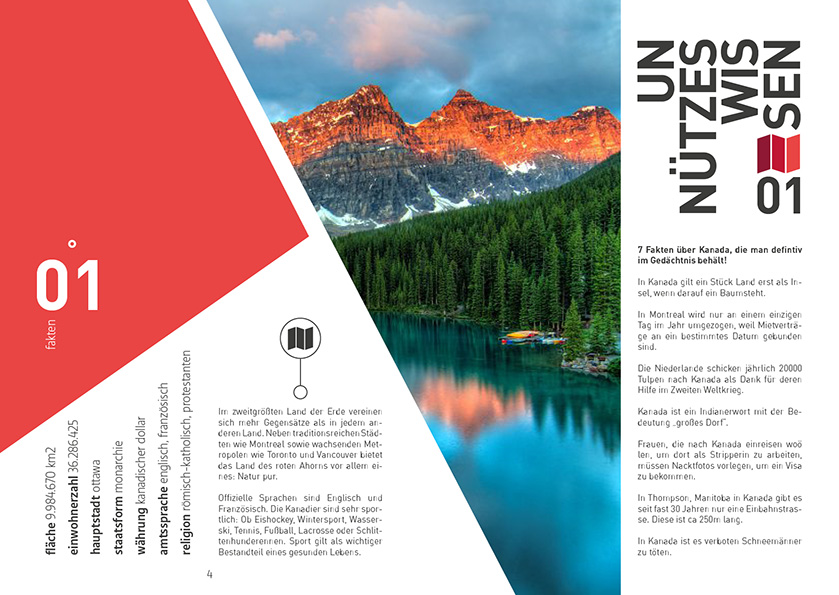 01
fakten
fläche 9.984.670 km2
einwohnerzahl 36.286.425
hauptstadt ottawa
staatsform monarchie
währung kanadischer dollar
amtssprache englisch, französisch
religion römisch-katholisch, protestanten
Im zweitgrößten Land der Erde vereinen
sich mehr Gegensätze als in jedem an-
deren Land. Neben traditionsreichen Städ-
ten wie Montreal sowie wachsenden Met-
ropolen wie Toronto und Vancouver bietet
das Land des roten Ahorns vor allem ei-
nes: Natur pur.
Offizielle Sprachen sind Englisch und
Französisch. Die Kanadier sind sehr spor-
tlich: Ob Eishockey, Wintersport, Wasser-
ski, Tennis, Fußball, Lacrosse oder Schlit-
tenhunderennen. Sport gilt als wichtiger
Bestandteil eines gesunden Lebens.
4
UN
NÜTZES
WIS
SEN
01
7 Fakten über Kanada, die man defintiv
im Gedächtnis behält!
In Kanada gilt ein Stück Land erst als In-
sel, wenn darauf ein Baumsteht.
In Montreal wird nur an einem einzigen
Tag im Jahr umgezogen, weil Mietverträ-
ge an ein bestimmtes Datum gebunden
sind.
Die Niederlande schicken jährlich 20000
Tulpen nach Kanada als Dank für deren
Hilfe im Zweiten Weltkrieg.
Kanada ist ein Indianerwort mit der Be-
deutung „großes Dorf“.
Frauen, die nach Kanada einreisen woö
len, um dort als Stripperin zu arbeiten,
müssen Nacktfotos vorlegen, um ein Visa
zu bekommen.
In Thompson, Manitoba in Kanada gibt es
seit fast 30 Jahren nur eine Einbahnstras-
se. Diese ist ca 250m lang.
In Kanada ist es verboten Schneemänner
zu töten.